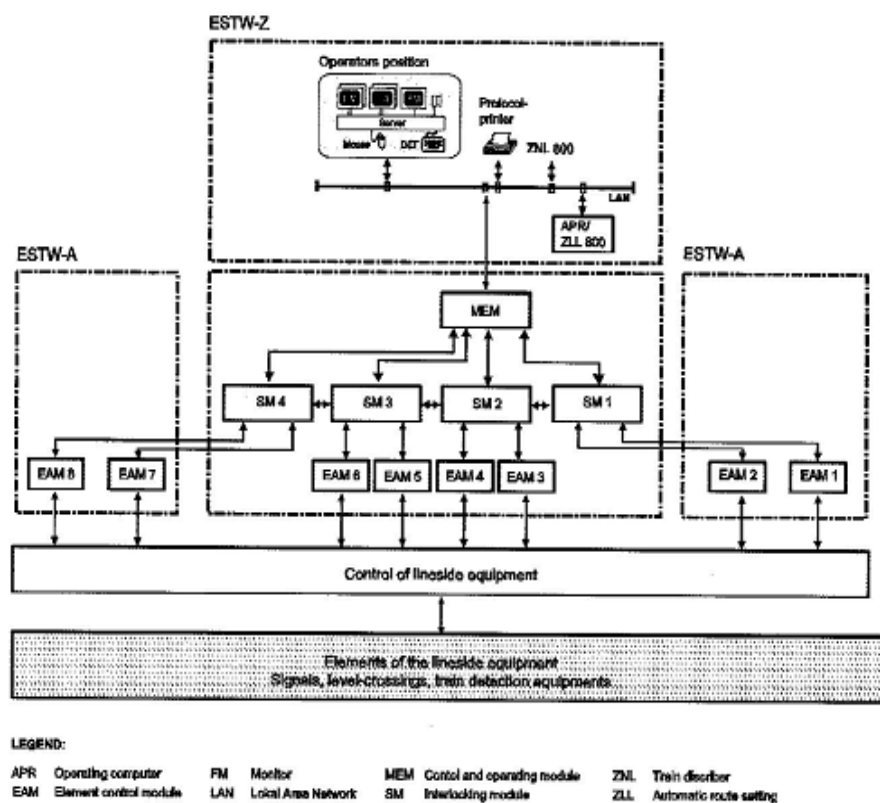 ESTW-Z
Operators position
Server
Mouse
Protocol-
printer
ZNL 800
LAN
APR/
ZLL 800
ESTW-A
ESTW-A
MEM
SM 4
SM 3
SM 2
SM 1
EAM 8
EAM 7
EAM 6
EAM 5
EAM 4
EAM 3
EAM 2
EAM 1
Control of lineside equipment
Elements of the lineside equipment
Signals, level-crossings, train detection equipments
LEGEND:
APR Operating computer FM Monitor MEM Contol and operating module ZNL Train discriber
EAM Element control module LAN Lokal Area Network SM Interlocking module ZLL Automatic route setting